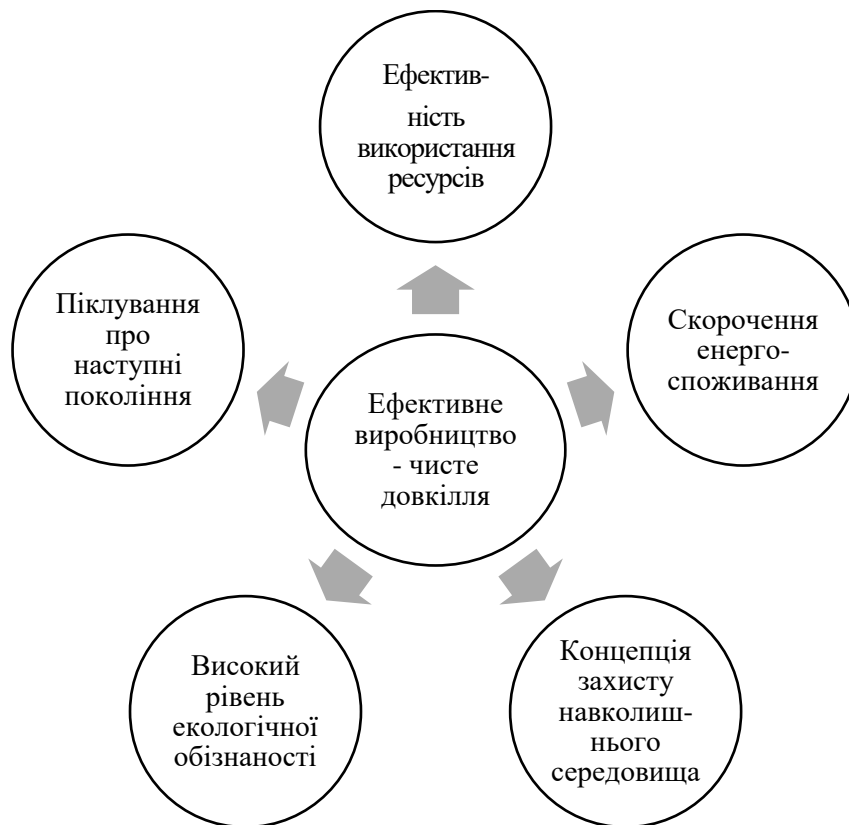 Ефектив-
ність
використання
ресурсів
Піклування
про
наступні
покоління
Скорочення
енерго-
споживання
Ефективне
виробництво
- чисте
довкілля
Високий
рівень
екологічної
обізнаності
Концепція
захисту
навколиш-
нього
середовища